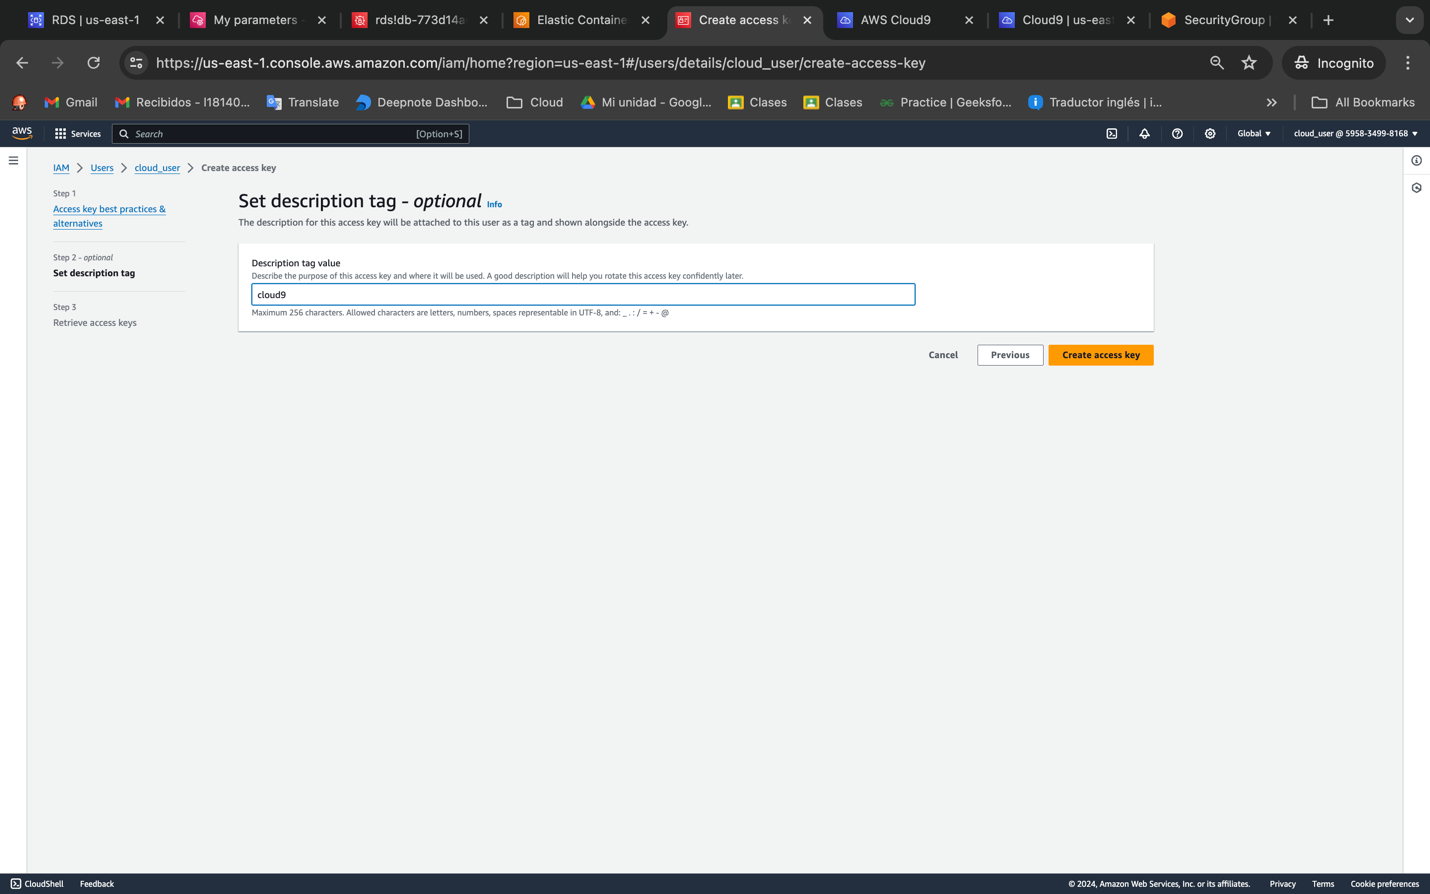 RDS | us-east-1
My parameters
rds!db-773d14a
Elastic Containe
Create access k
AWS Cloud9
Cloud9 | us-eas
SecurityGroup |
https://us-east-1.console.aws.amazon.com/iam/home?region=us-east-1#/users/details/cloud_user/create-access-key
Incognito
Gmail
Recibidos - l18140...
Translate
Deepnote Dashbo...
Cloud
Mi unidad - Googl...
Clases
Clases
Practice | Geeksfo...
Traductor inglés | i...
All Bookmarks
aws
Services
Search
[Option+S]
Global
cloud_user @ 5958-3499-8168
IAM
Users
cloud_user
Create access key
Step 1
Access key best practices &
alternatives
Step 2 - optional
Set description tag
Step 3
Retrieve access keys
Set description tag - optional Info
The description for this access key will be attached to this user as a tag and shown alongside the access key.
Description tag value
Describe the purpose of this access key and where it will be used. A good description will help you rotate this access key confidently later.
cloud9
Maximum 256 characters. Allowed characters are letters, numbers, spaces representable in UTF-8, and: _ . : / = + - @
Cancel
Previous
Create access key
CloudShell
Feedback
© 2024, Amazon Web Services, Inc. or its affiliates.
Privacy
Terms
Cookie preferences